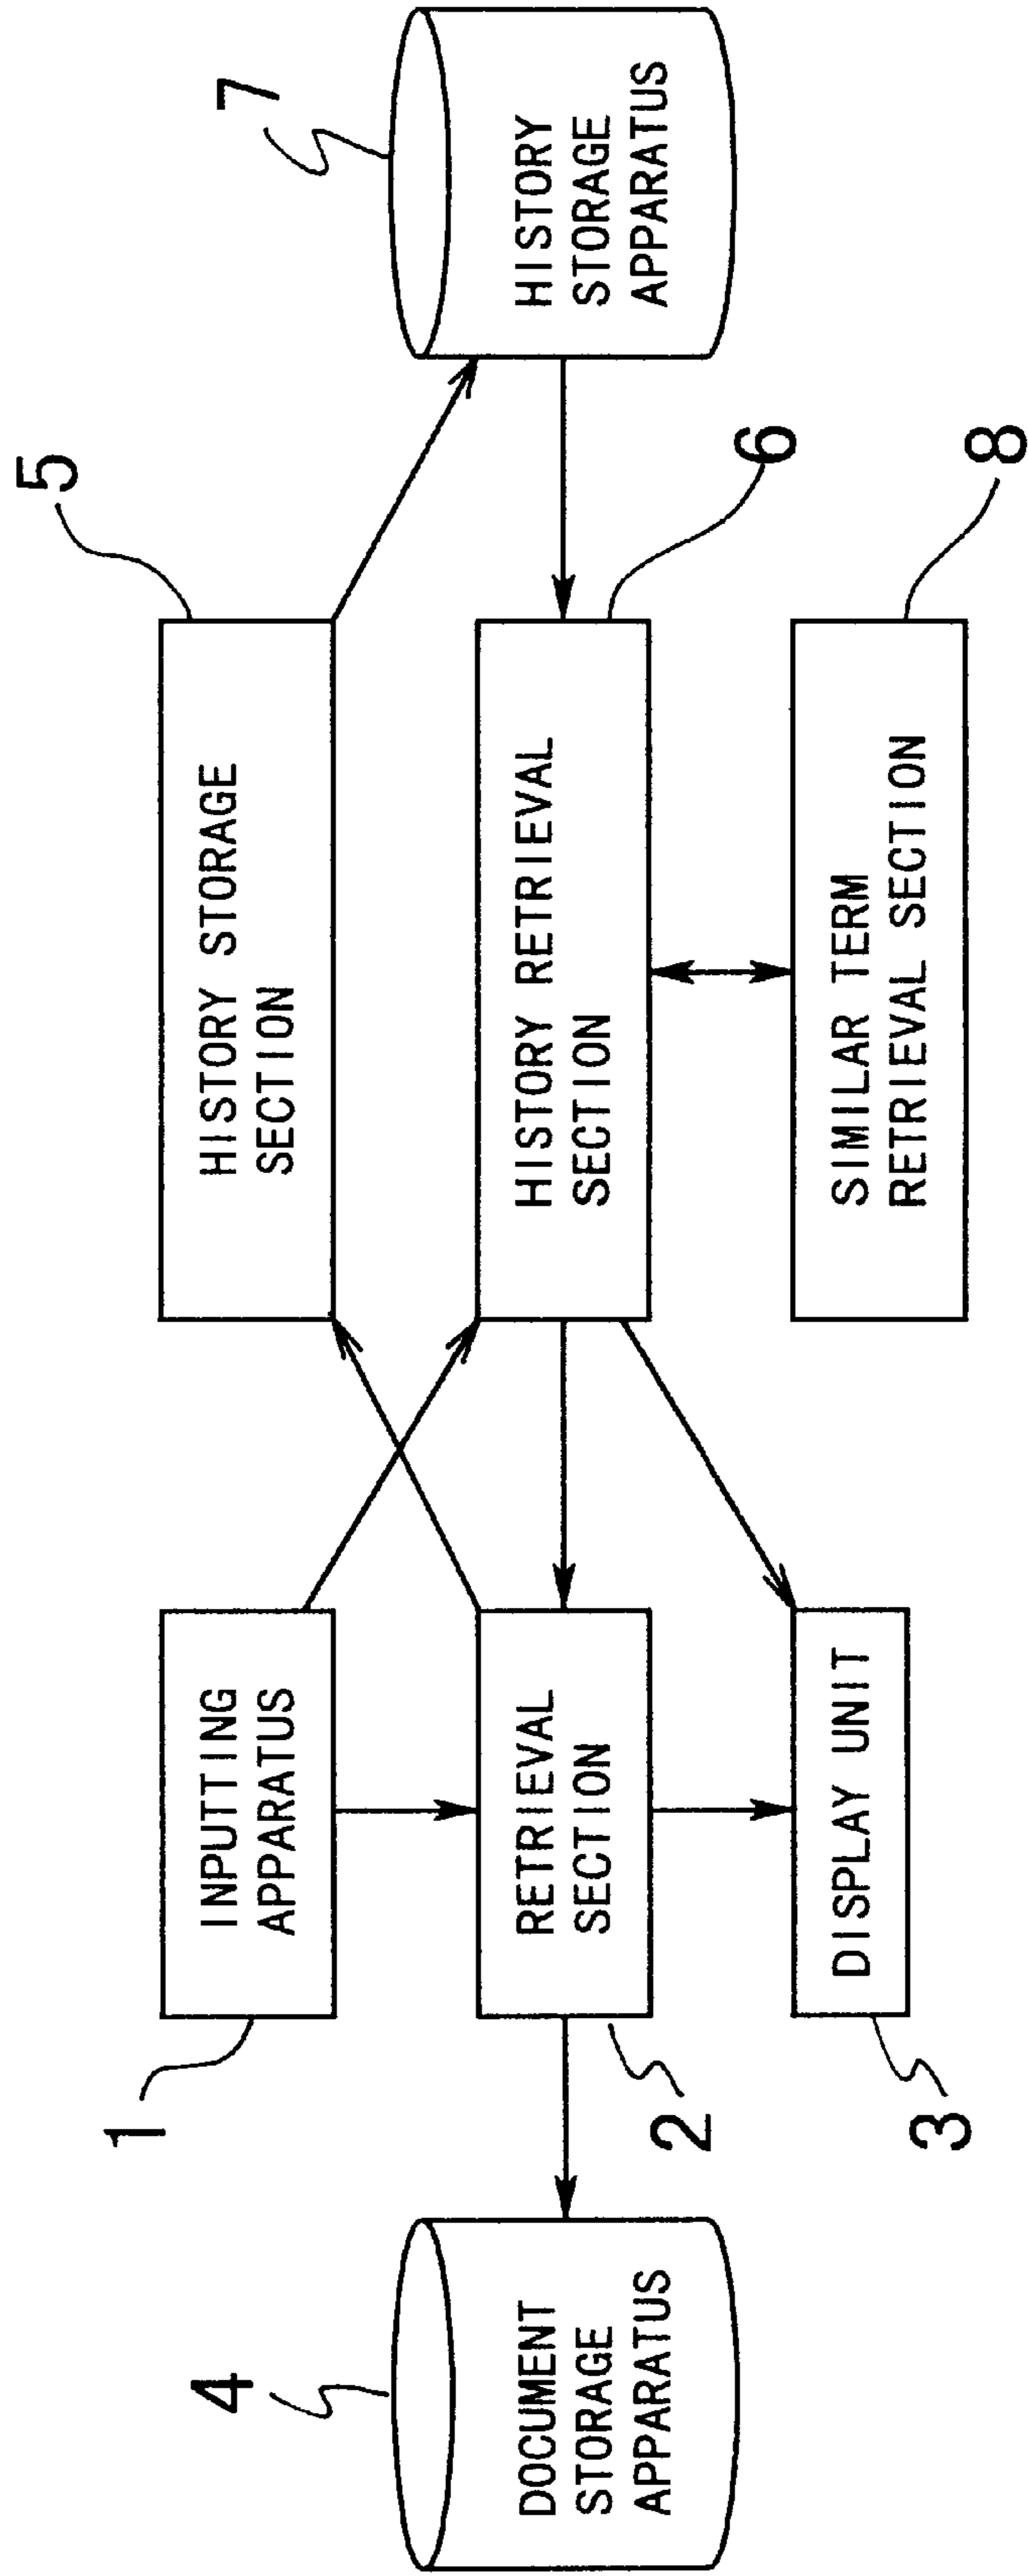 4
DOCUMENT
STORAGE
APPARATUS
1
INPUTTING
APPARATUS
2
RETRIEVAL
SECTION
3
DISPLAY UNIT
5
HISTORY STORAGE
SECTION
6
HISTORY RETRIEVAL
SECTION
8
SIMILAR TERM
RETRIEVAL SECTION
7
HISTORY
STORAGE
APPARATUS